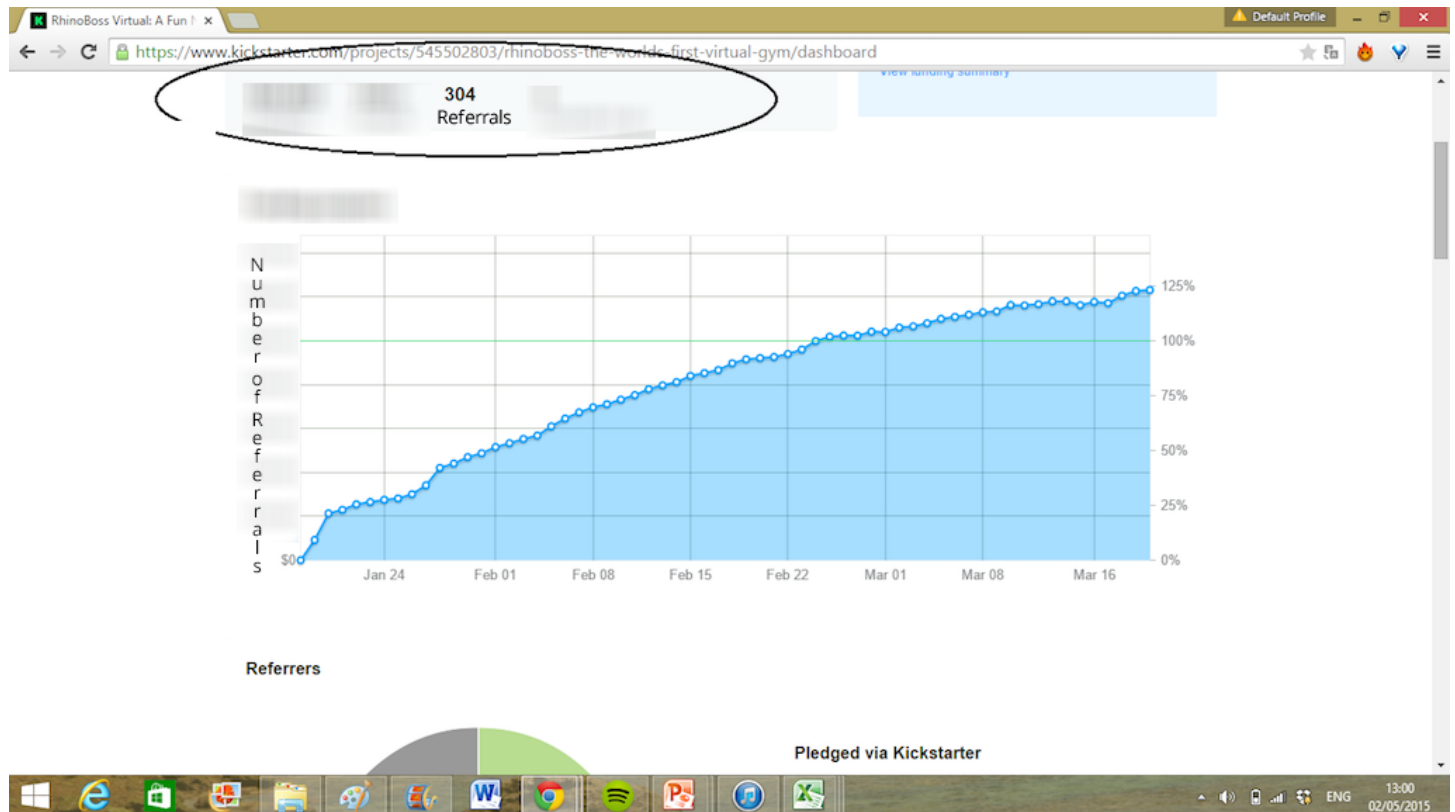 RhinoBoss Virtual: A Fun
Default Profile
https://www.kickstarter.com/projects/545502803/rhinoboss-the-worlds-first-virtual-gym/dashboard
View funding summary
304
Referrals
Number of Referrals
125%
100%
75%
50%
25%
0%
$0
Jan 24 Feb 01 Feb 08 Feb 15 Feb 22 Mar 01 Mar 08 Mar 16
Referrers
Pledged via Kickstarter
ENG
13:00
02/05/2015